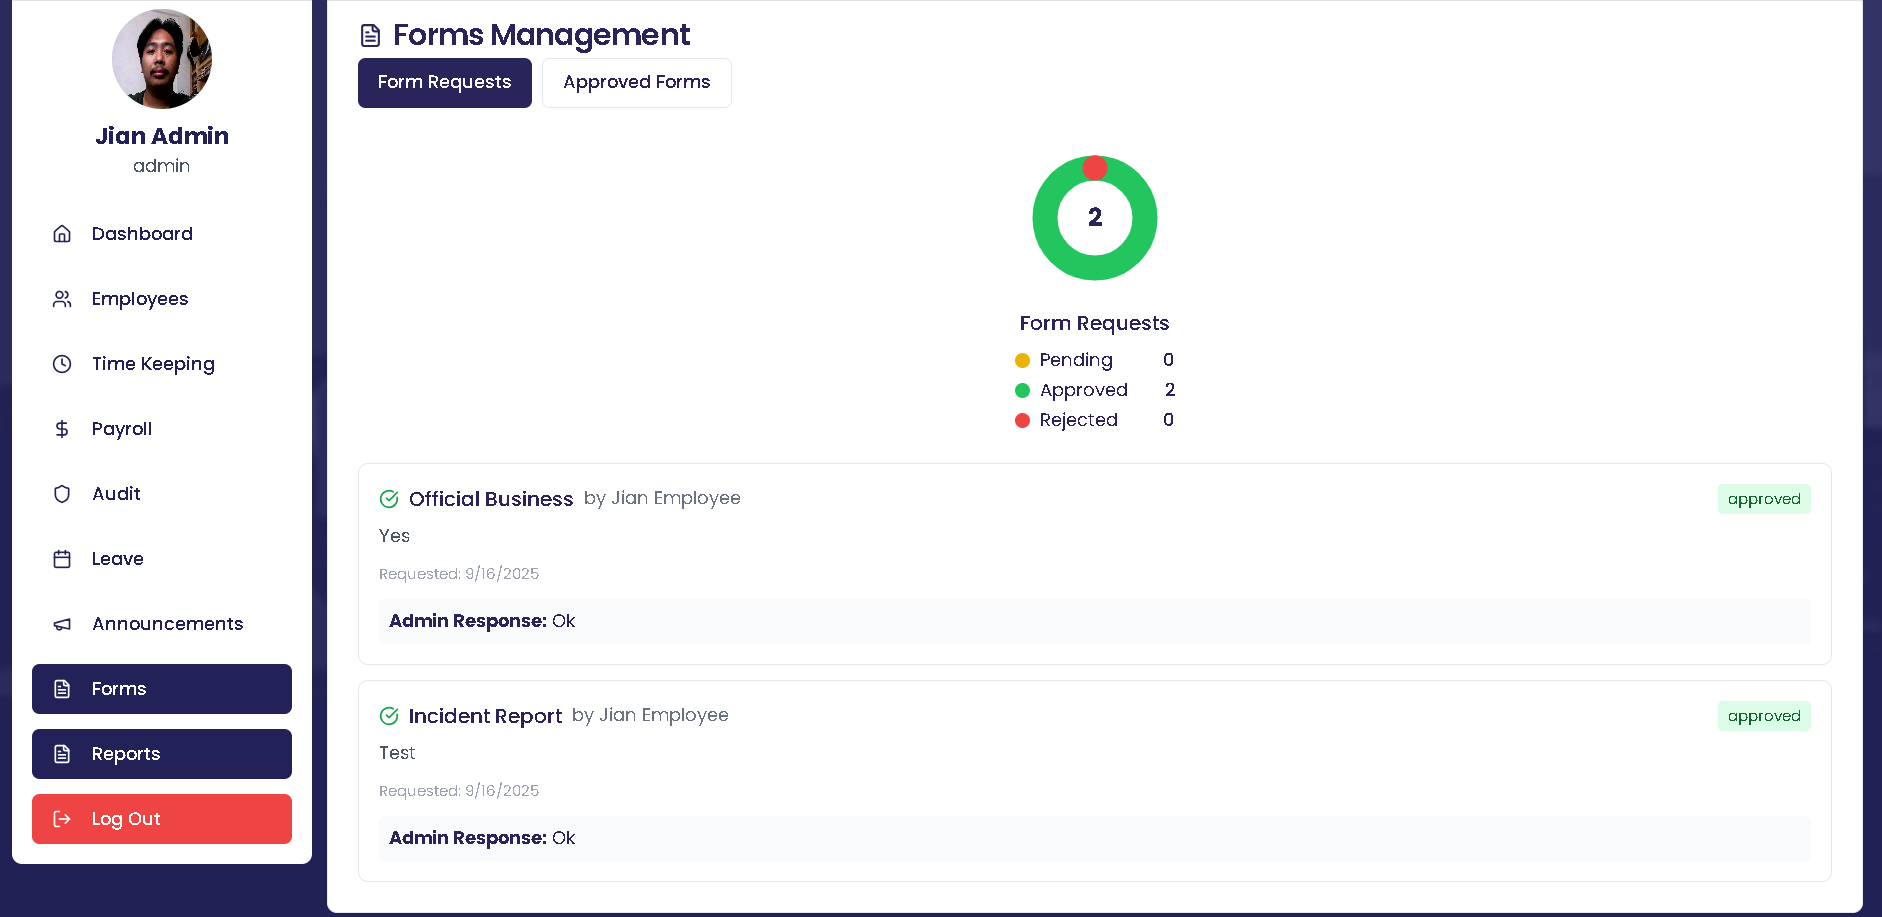 Jian Admin
admin
Dashboard
Employees
Time Keeping
Payroll
Audit
Leave
Announcements
Forms
Reports
Log Out
Forms Management
Form Requests
Approved Forms
2
Form Requests
Pending 0
Approved 2
Rejected 0
Official Business by Jian Employee approved
Yes
Requested: 9/16/2025
Admin Response: Ok
Incident Report by Jian Employee approved
Test
Requested: 9/16/2025
Admin Response: Ok